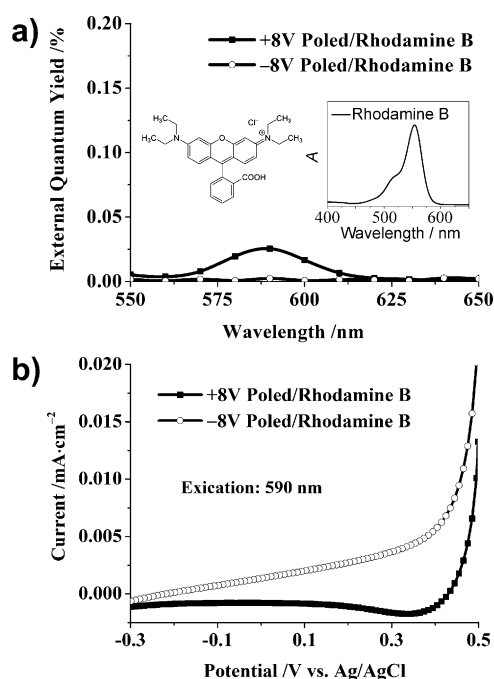 a)
+8V Poled/Rhodamine B
–8V Poled/Rhodamine B
External Quantum Yield /%
0.20
0.15
0.10
0.05
0.00
H₃C
N
O
Cl⁻
N⁺
CH₃
H₃C
CH₃
COOH
Rhodamine B
A
400 500 600
Wavelength / nm
550 575 600 625 650
Wavelength /nm
b)
+8V Poled/Rhodamine B
–8V Poled/Rhodamine B
Exication: 590 nm
Current /mA·cm⁻²
0.020
0.015
0.010
0.005
0.000
-0.3 -0.1 0.1 0.3 0.5
Potential /V vs. Ag/AgCl